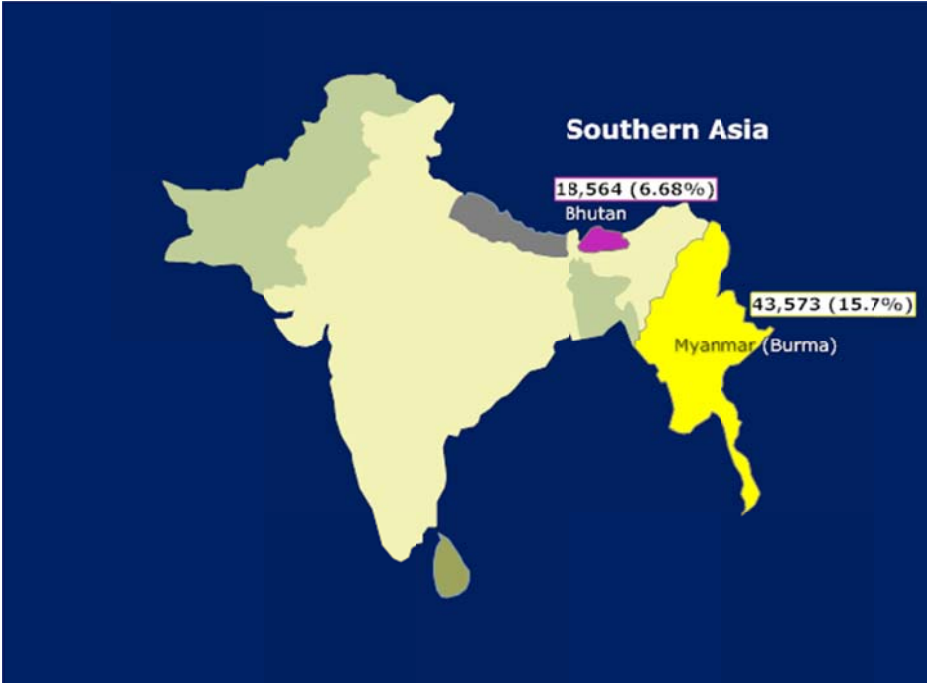 Southern Asia
18,564 (6.68%)
Bhutan
43,573 (15.7%)
Myanmar (Burma)